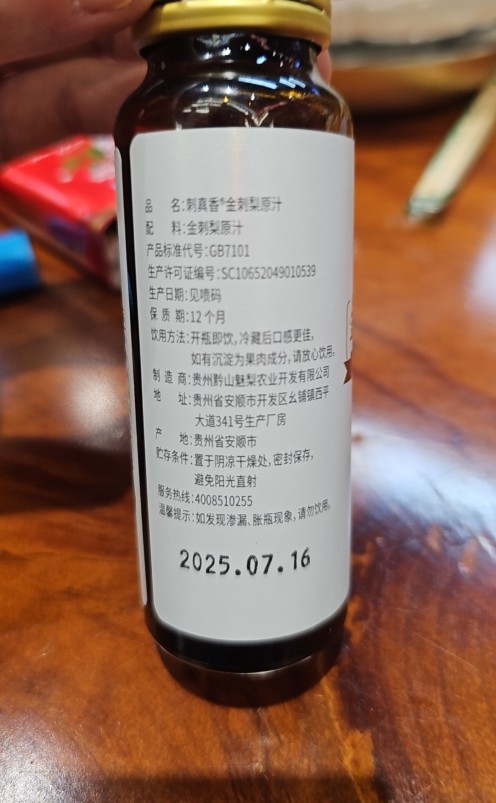 品 名:刺真香®金刺梨原汁
配 料:金刺梨原汁
产品标准代号:GB7101
生产许可证编号:SC10652049010539
生产日期:见喷码
保 质 期:12个月
饮用方法:开瓶即饮,冷藏后口感更佳,
如有沉淀为果肉成分,请放心饮用。
制 造 商:贵州黔山魅梨农业开发有限公司
地 址:贵州省安顺市开发区幺铺镇西平
大道341号生产厂房
产 地:贵州省安顺市
贮存条件:置于阴凉干燥处,密封保存,
避免阳光直射
服务热线:4008510255
温馨提示:如发现渗漏、胀瓶现象,请勿饮用。
2025.07.16